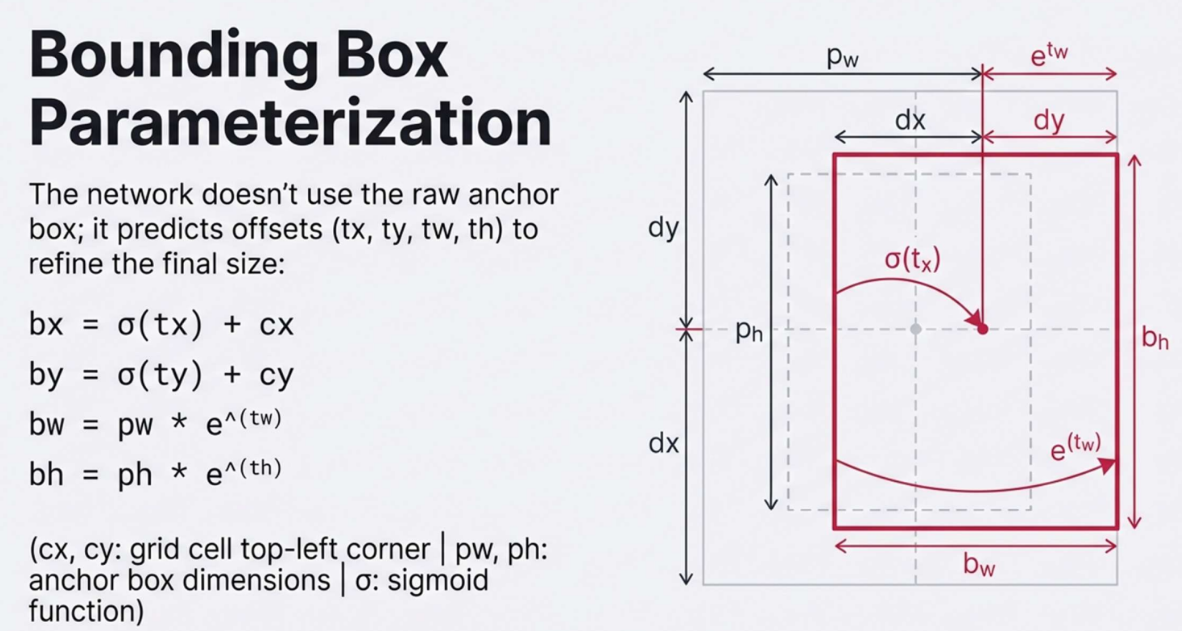 Bounding Box
Parameterization
The network doesn't use the raw anchor
box; it predicts offsets (tx, ty, tw, th) to
refine the final size:
bx = σ(tx) + cx
by = σ(ty) + cy
bw = pw * e^(tw)
bh = ph * e^(th)
(cx, cy: grid cell top-left corner | pw, ph:
anchor box dimensions | σ: sigmoid
function)
pw
e^tw
dx
dy
dy
σ(tx)
ph
bh
dx
e^(tw)
bw